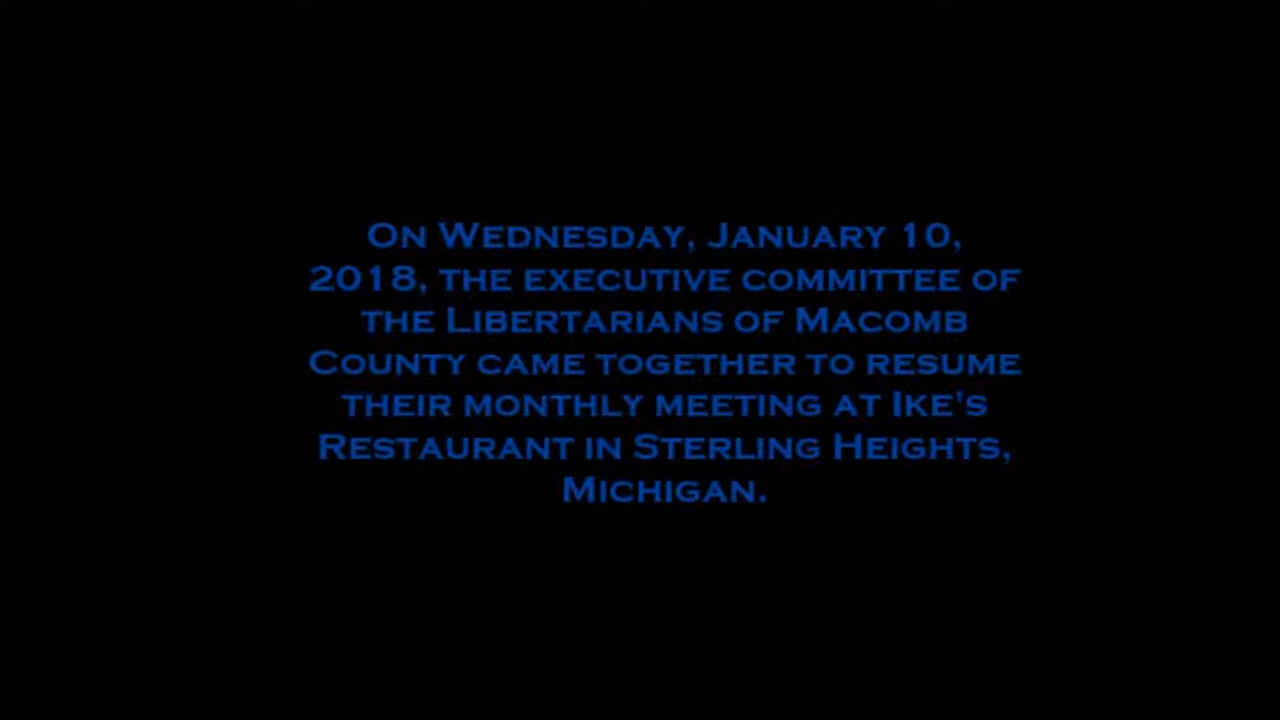 On Wednesday, January 10,
2018, the executive committee of
the Libertarians of Macomb
County came together to resume
their monthly meeting at Ike's
Restaurant in Sterling Heights,
Michigan.